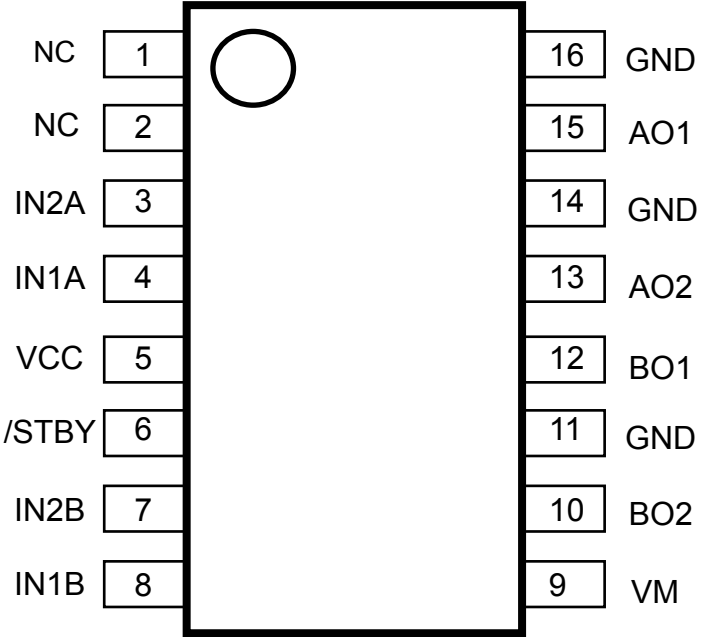 NC 1 16 GND
NC 2 15 AO1
IN2A 3 14 GND
IN1A 4 13 AO2
VCC 5 12 BO1
/STBY 6 11 GND
IN2B 7 10 BO2
IN1B 8 9 VM